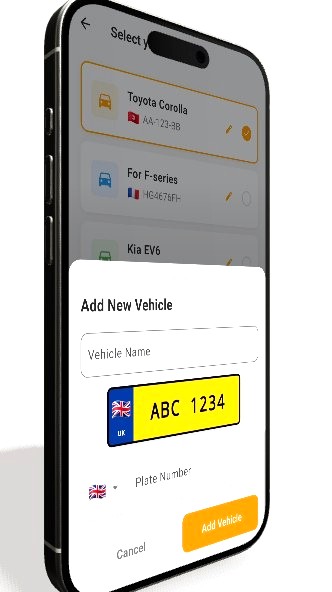 Select y
Toyota Corolla
AA-123-BB
For F-series
HG4676FH
Kia EV6
Add New Vehicle
Vehicle Name
UK
ABC 1234
Plate Number
Cancel
Add Vehicle